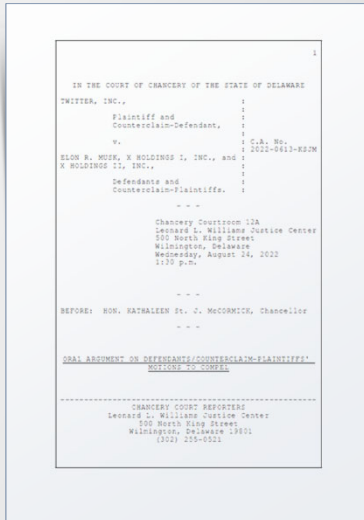 1
IN THE COURT OF CHANCERY OF THE STATE OF DELAWARE
TWITTER, INC., :
:
Plaintiff and :
Counterclaim-Defendant, :
:
v. : C.A. No.
: 2022-0613-KSJM
ELON R. MUSK, X HOLDINGS I, INC., and :
X HOLDINGS II, INC., :
:
Defendants and :
Counterclaim-Plaintiffs. :
- - -
Chancery Courtroom 12A
Leonard L. Williams Justice Center
500 North King Street
Wilmington, Delaware
Wednesday, August 24, 2022
1:30 p.m.
- - -
BEFORE: HON. KATHALEEN St. J. McCORMICK, Chancellor
- - -
ORAL ARGUMENT ON DEFENDANTS/COUNTERCLAIM-PLAINTIFFS'
MOTIONS TO COMPEL
------------------------------------------------------
CHANCERY COURT REPORTERS
Leonard L. Williams Justice Center
500 North King Street
Wilmington, Delaware 19801
(302) 255-0521